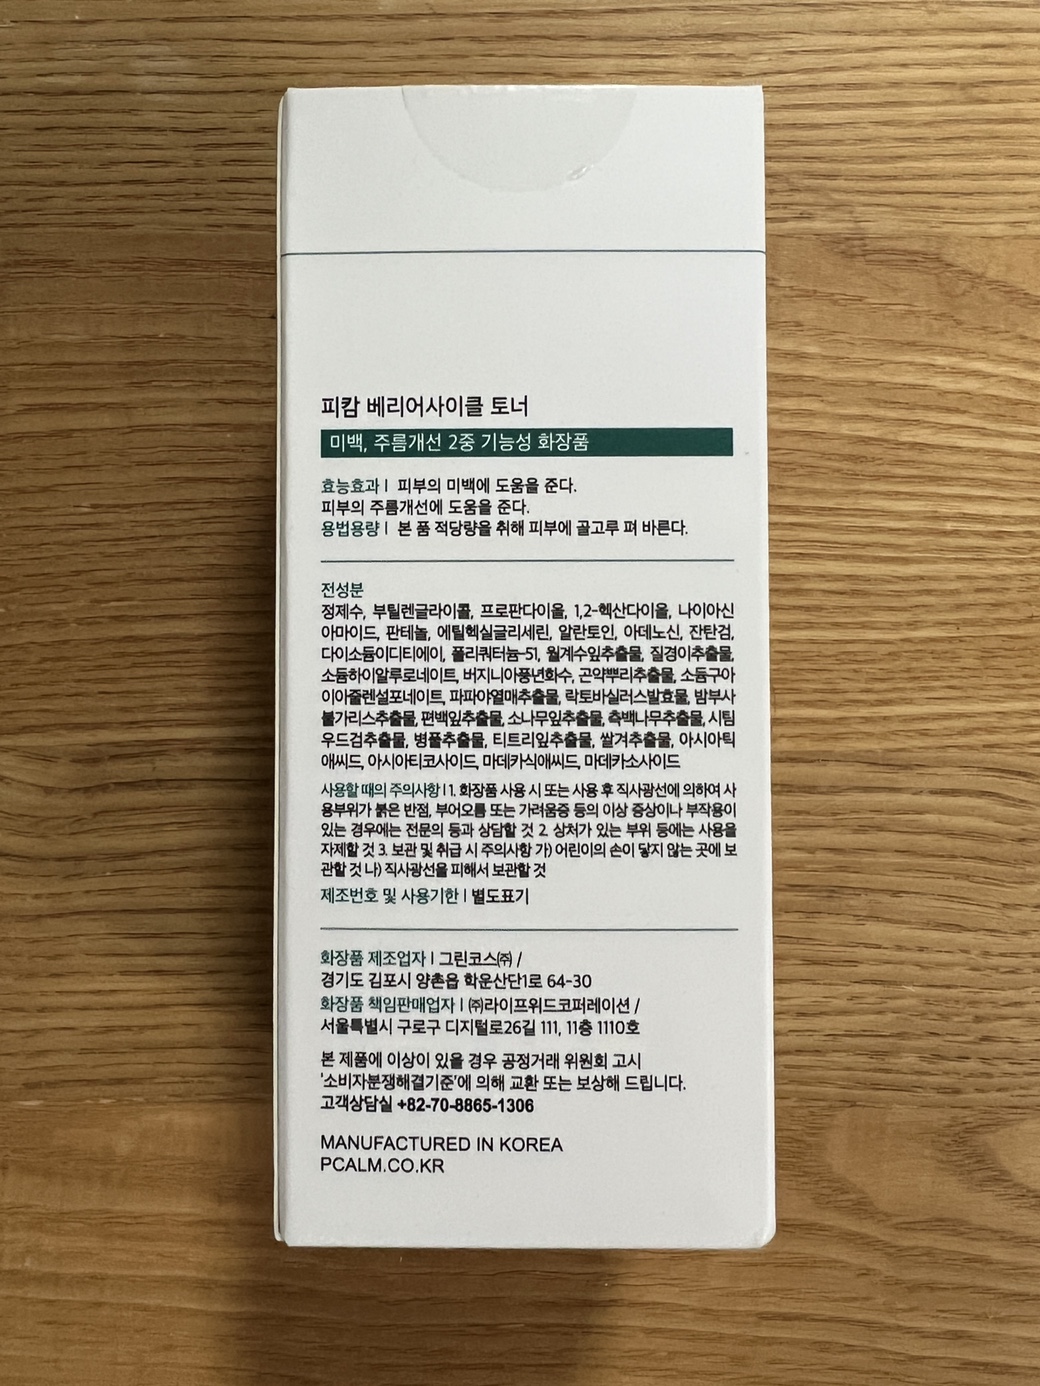 피캄 베리어사이클 토너
미백, 주름개선 2중 기능성 화장품
효능효과 | 피부의 미백에 도움을 준다.
피부의 주름개선에 도움을 준다.
용법용량 | 본 품 적당량을 취해 피부에 골고루 펴 바른다.
전성분
정제수, 부틸렌글라이콜, 프로판다이올, 1,2-헥산다이올, 나이아신
아마이드, 판테놀, 에틸헥실글리세린, 알란토인, 아데노신, 잔탄검,
다이소듐이디티에이, 폴리쿼터늄-51, 월계수잎추출물, 질경이추출물,
소듐하이알루로네이트, 버지니아풍년화수, 곤약뿌리추출물, 소듐구아
이아줄렌설포네이트, 파파야열매추출물, 락토바실러스발효물, 밤부사
불가리스추출물, 편백잎추출물, 소나무잎추출물, 측백나무추출물, 시팀
우드검추출물, 병풀추출물, 티트리잎추출물, 쌀겨추출물, 아시아틱
애씨드, 아시아티코사이드, 마데카식애씨드, 마데카소사이드
사용할 때의 주의사항 | 1. 화장품 사용 시 또는 사용 후 직사광선에 의하여 사
용부위가 붉은 반점, 부어오름 또는 가려움증 등의 이상 증상이나 부작용이
있는 경우에는 전문의 등과 상담할 것 2. 상처가 있는 부위 등에는 사용을
자제할 것 3. 보관 및 취급 시 주의사항 가) 어린이의 손이 닿지 않는 곳에 보
관할 것 나) 직사광선을 피해서 보관할 것
제조번호 및 사용기한 | 별도표기
화장품 제조업자 | 그린코스㈜ /
경기도 김포시 양촌읍 학운산단1로 64-30
화장품 책임판매업자 | ㈜라이프위드코퍼레이션 /
서울특별시 구로구 디지털로26길 111, 11층 1110호
본 제품에 이상이 있을 경우 공정거래 위원회 고시
'소비자분쟁해결기준'에 의해 교환 또는 보상해 드립니다.
고객상담실 +82-70-8865-1306
MANUFACTURED IN KOREA
PCALM.CO.KR